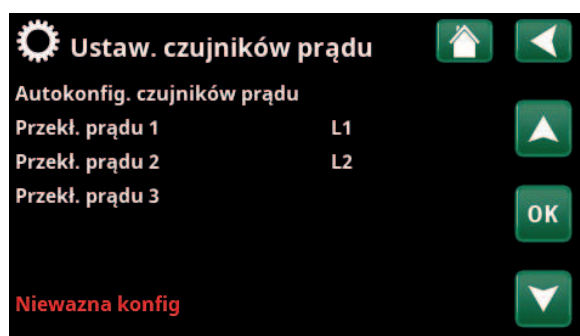 Ustaw. czujników prądu
Autokonfig. czujników prądu
Przekł. prądu 1 L1
Przekł. prądu 2 L2
Przekł. prądu 3
OK
Niewazna konfig